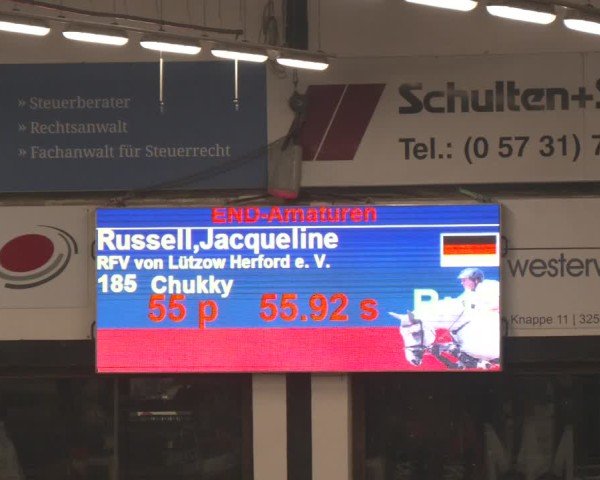 » Steuerberater
» Rechtsanwalt
» Fachanwalt für Steuerrecht
Schulten+
Tel.: (0 57 31) 7
END-Amaturen
Russell,Jacqueline
RFV von Lützow Herford e. V.
185 Chukky
55 p 55.92 s
wester
Knappe 11 | 325